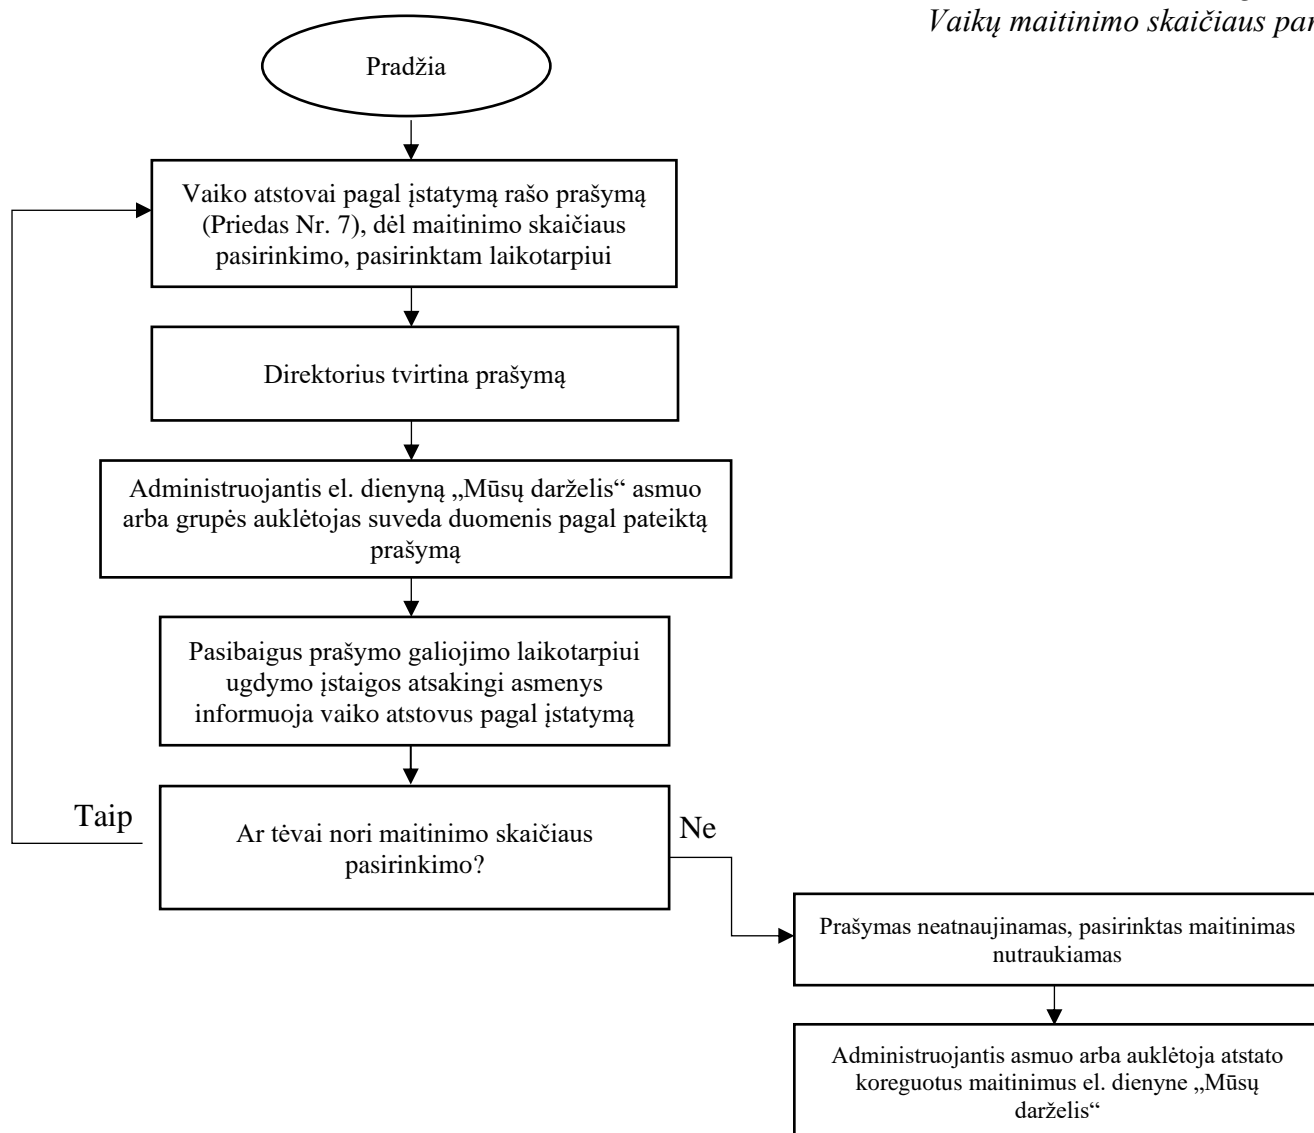 Vaikų maitinimo skaičiaus
Pradžia
Vaiko atstovai pagal įstatymą rašo prašymą
(Priedas Nr. 7), dėl maitinimo skaičiaus
pasirinkimo, pasirinktam laikotarpiui
Direktorius tvirtina prašymą
Administruojantis el. dienyną „Mūsų darželis“ asmuo
arba grupės auklėtojas suveda duomenis pagal pateiktą
prašymą
Pasibaigus prašymo galiojimo laikotarpiui
ugdymo įstaigos atsakingi asmenys
informuoja vaiko atstovus pagal įstatymą
Taip
Ar tėvai nori maitinimo skaičiaus
pasirinkimo?
Ne
Prašymas neatnaujinamas, pasirinktas maitinimas
nutraukiamas
Administruojantis asmuo arba auklėtoja atstato
koreguotus maitinimus el. dienyne „Mūsų
darželis“